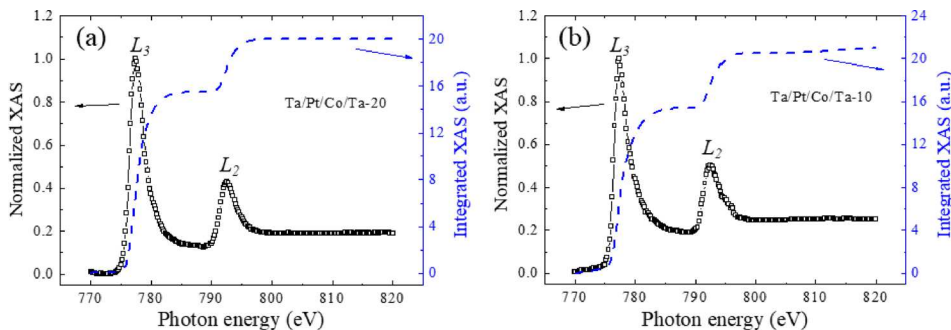 (a)
L3
L2
Ta/Pt/Co/Ta-20
Normalized XAS
1.0
0.8
0.6
0.4
0.2
0.0
770 780 790 800 810 820
Photon energy (eV)
20
16
12
8
4
0
Integrated XAS (a.u.)
(b)
L3
L2
Ta/Pt/Co/Ta-10
Normalized XAS
1.2
1.0
0.8
0.6
0.4
0.2
0.0
770 780 790 800 810 820
Photon energy (eV)
24
20
16
12
8
4
0
Integrated XAS (a.u.)